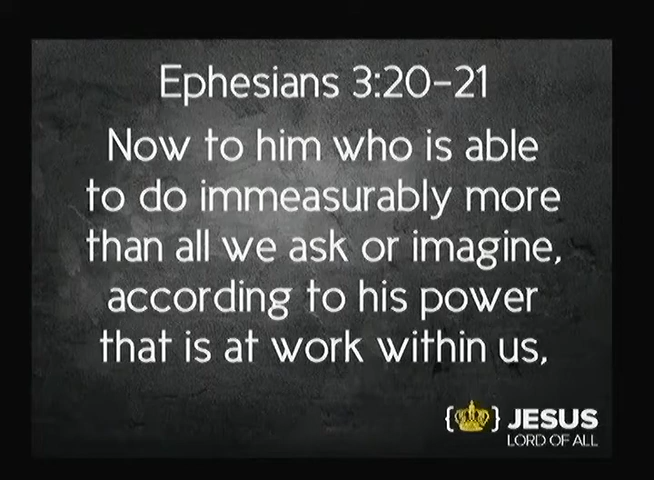 Ephesians 3:20-21
Now to him who is able
to do immeasurably more
than all we ask or imagine,
according to his power
that is at work within us,
{ } JESUS
LORD OF ALL